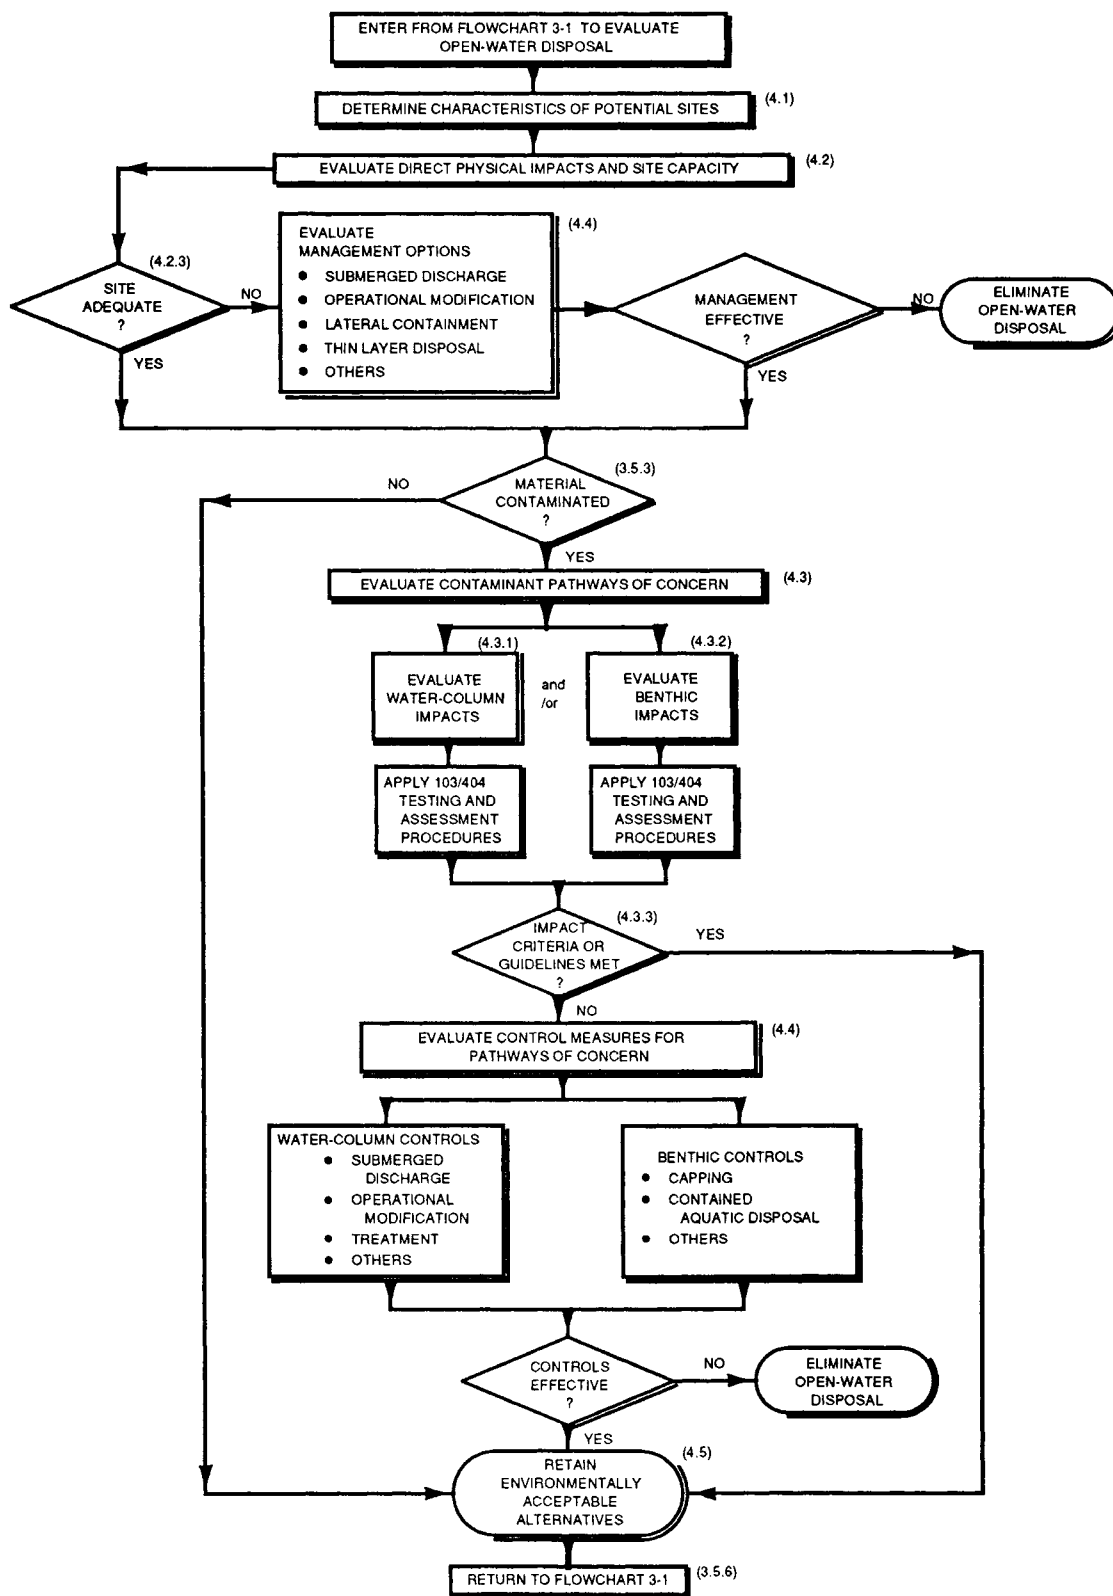 ENTER FROM FLOWCHART 3-1 TO EVALUATE
OPEN-WATER DISPOSAL
DETERMINE CHARACTERISTICS OF POTENTIAL SITES
(4.1)
EVALUATE DIRECT PHYSICAL IMPACTS AND SITE CAPACITY
(4.2)
(4.2.3)
SITE
ADEQUATE
?
NO
YES
(4.4)
EVALUATE
MANAGEMENT OPTIONS
● SUBMERGED DISCHARGE
● OPERATIONAL MODIFICATION
● LATERAL CONTAINMENT
● THIN LAYER DISPOSAL
● OTHERS
MANAGEMENT
EFFECTIVE
?
NO
YES
ELIMINATE
OPEN-WATER
DISPOSAL
(3.5.3)
MATERIAL
CONTAMINATED
?
NO
YES
EVALUATE CONTAMINANT PATHWAYS OF CONCERN
(4.3)
(4.3.1)
EVALUATE
WATER-COLUMN
IMPACTS
and
/or
(4.3.2)
EVALUATE
BENTHIC
IMPACTS
APPLY 103/404
TESTING AND
ASSESSMENT
PROCEDURES
APPLY 103/404
TESTING AND
ASSESSMENT
PROCEDURES
(4.3.3)
IMPACT
CRITERIA OR
GUIDELINES MET
?
YES
NO
EVALUATE CONTROL MEASURES FOR
PATHWAYS OF CONCERN
(4.4)
WATER-COLUMN CONTROLS
● SUBMERGED
DISCHARGE
● OPERATIONAL
MODIFICATION
● TREATMENT
● OTHERS
BENTHIC CONTROLS
● CAPPING
● CONTAINED
AQUATIC DISPOSAL
● OTHERS
CONTROLS
EFFECTIVE
?
NO
YES
ELIMINATE
OPEN-WATER
DISPOSAL
(4.5)
RETAIN
ENVIRONMENTALLY
ACCEPTABLE
ALTERNATIVES
RETURN TO FLOWCHART 3-1
(3.5.6)